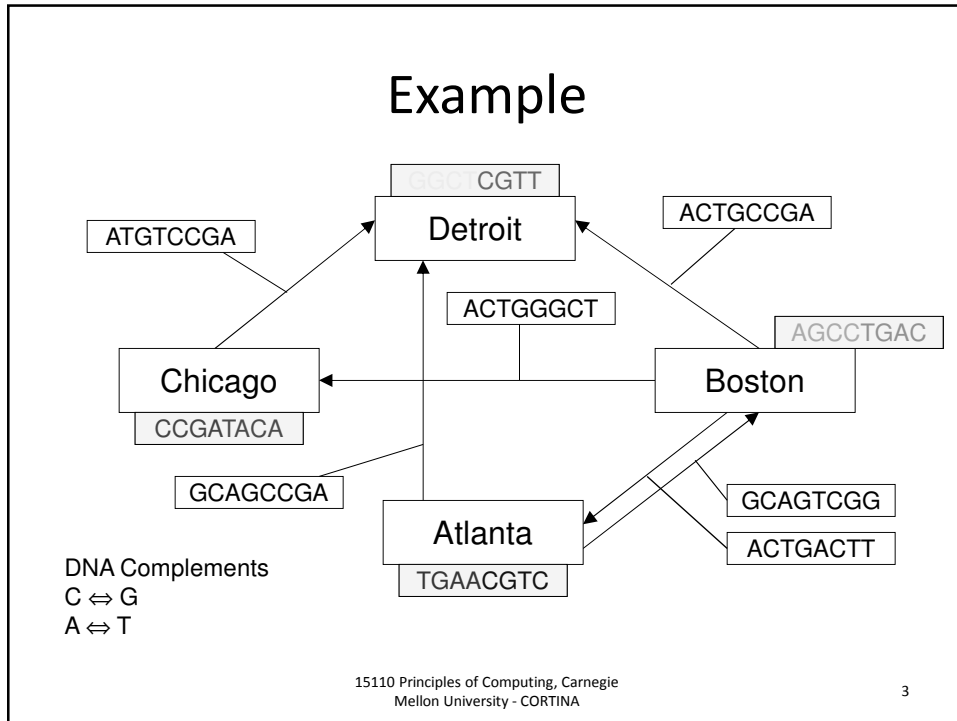 Example
GGCTCGTT
Detroit
ATGTCCGA
ACTGCCGA
ACTGGGCT
AGCCTGAC
Chicago
Boston
CCGATACA
GCAGCCGA
GCAGTCGG
Atlanta
ACTGACTT
TGAACGTC
DNA Complements
C ⇔ G
A ⇔ T
15110 Principles of Computing, Carnegie
Mellon University - CORTINA
3